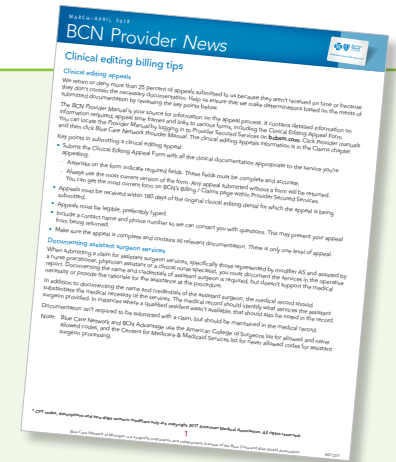 MARCH–APRIL 2018
BCN Provider News
Clinical editing billing tips
Clinical editing appeals
We return or deny more than 25 percent of appeals submitted to us because they aren't received on time or because
they don't contain the necessary documentation. Help us ensure that we make determinations based on the merits of
submitted documentation by reviewing the key points below.
The BCN Provider Manual is your source for information on the appeal process. It contains detailed information on
information required, appeal time frames and links to various forms, including the Clinical Editing Appeal Form.
You can locate the Provider Manual by logging in to Provider Secured Services on bcbsm.com. Click Provider manuals
and then click Blue Care Network Provider Manual. The clinical editing appeals information is in the Claims chapter.
Key points in submitting a clinical editing appeal:
• Submit the Clinical Editing Appeal Form with all the clinical documentation appropriate to the service you're
appealing.
- Asterisks on the form indicate required fields. These fields must be complete and accurate.
- Always use the most current version of the form. Any appeal submitted without a form will be returned.
You can get the most current form on BCN's Billing / Claims page within Provider Secured Services.
• Appeals must be received within 180 days of the original clinical editing denial for which the appeal is being
submitted.
• Appeals must be legible, preferably typed.
• Include a contact name and phone number so we can contact you with questions. This may prevent your appeal
from being returned.
• Make sure the appeal is complete and contains all relevant documentation. There is only one level of appeal.
Documenting assistant surgeon services
When submitting a claim for assistant surgeon services, specifically those represented by modifier AS and assisted by
a nurse practitioner, physician assistant or a clinical nurse specialist, you must document the services in the operative
report. Documenting the name and credentials of assistant surgeon is required, but doesn't support the medical
necessity or provide the rationale for the assistance at the procedure.
In addition to documenting the name and credentials of the assistant surgeon, the medical record should
substantiate the medical necessity of the services. The medical record should identify what services the assistant
surgeon provided. In instances where a qualified resident wasn't available, that should also be noted in the record.
Documentation isn't required to be submitted with a claim, but should be maintained in the medical record.
Note: Blue Care Network and BCN Advantage use the American College of Surgeons list for allowed and never
allowed codes, and the Centers for Medicare & Medicaid Services list for never allowed codes for assistant
surgeon processing.
* CPT codes, descriptions and two-digit numeric modifiers only are copyright 2017 American Medical Association. All rights reserved.
1
Blue Care Network of Michigan is a nonprofit corporation and independent licensee of the Blue Cross and Blue Shield Association.